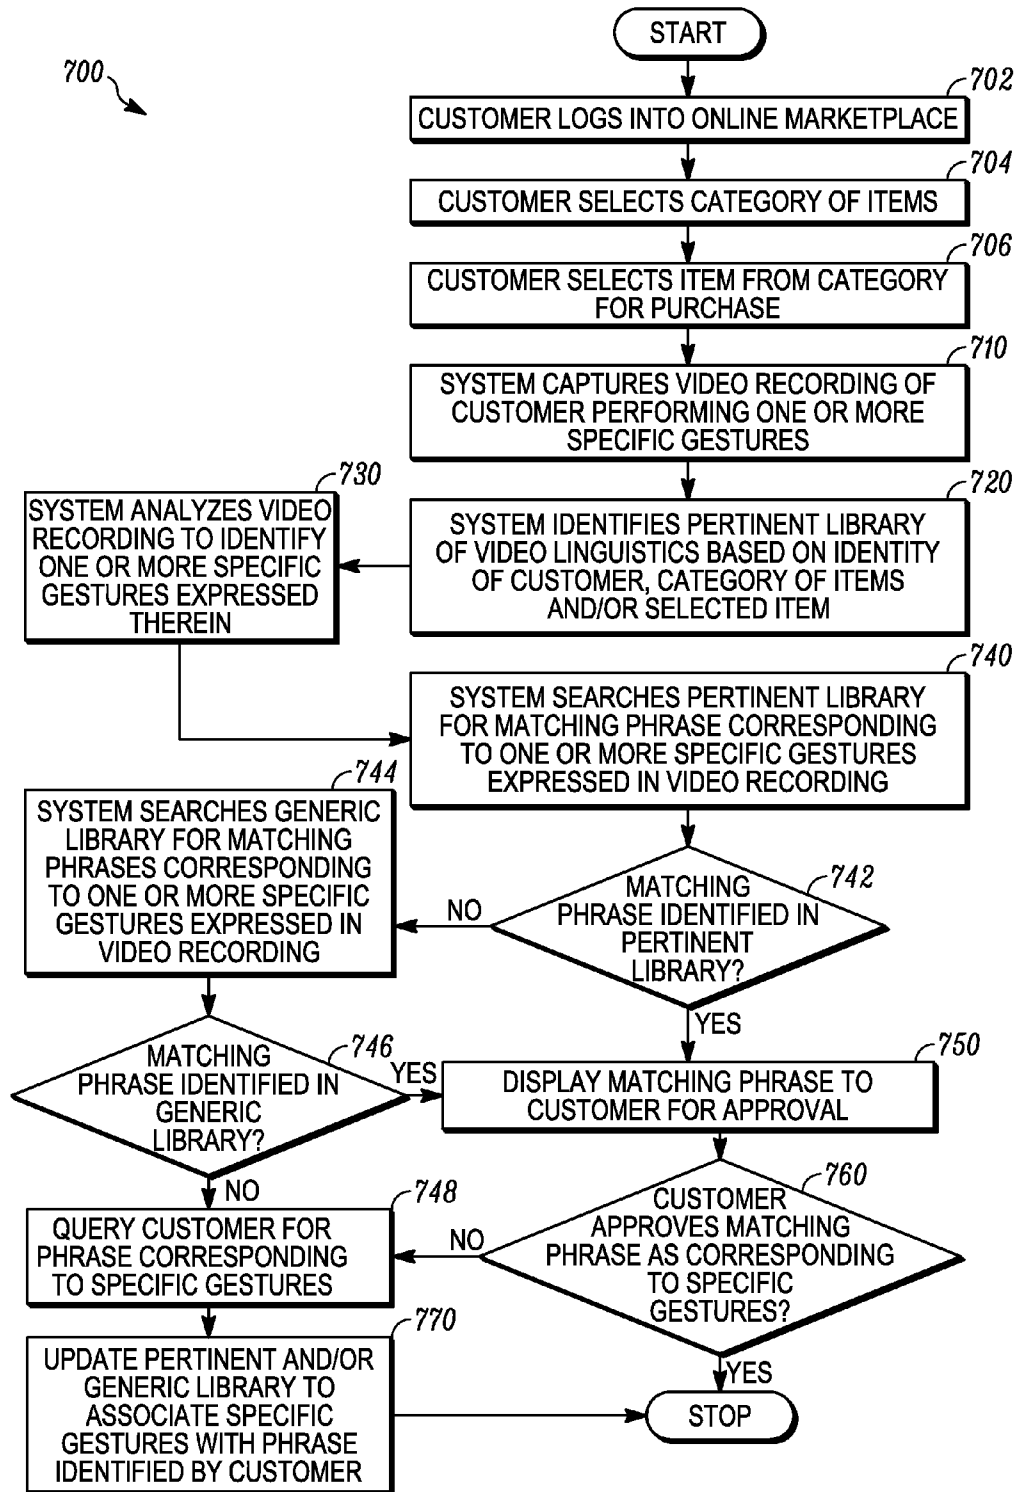 START
700
702
CUSTOMER LOGS INTO ONLINE MARKETPLACE
704
CUSTOMER SELECTS CATEGORY OF ITEMS
706
CUSTOMER SELECTS ITEM FROM CATEGORY
FOR PURCHASE
710
SYSTEM CAPTURES VIDEO RECORDING OF
CUSTOMER PERFORMING ONE OR MORE
SPECIFIC GESTURES
720
SYSTEM IDENTIFIES PERTINENT LIBRARY
OF VIDEO LINGUISTICS BASED ON IDENTITY
OF CUSTOMER, CATEGORY OF ITEMS
AND/OR SELECTED ITEM
730
SYSTEM ANALYZES VIDEO
RECORDING TO IDENTIFY
ONE OR MORE SPECIFIC
GESTURES EXPRESSED
THEREIN
740
SYSTEM SEARCHES PERTINENT LIBRARY
FOR MATCHING PHRASE CORRESPONDING
TO ONE OR MORE SPECIFIC GESTURES
EXPRESSED IN VIDEO RECORDING
742
MATCHING
PHRASE IDENTIFIED IN
PERTINENT
LIBRARY?
NO
YES
744
SYSTEM SEARCHES GENERIC
LIBRARY FOR MATCHING
PHRASES CORRESPONDING
TO ONE OR MORE SPECIFIC
GESTURES EXPRESSED IN
VIDEO RECORDING
746
MATCHING
PHRASE IDENTIFIED IN
GENERIC
LIBRARY?
YES
NO
750
DISPLAY MATCHING PHRASE TO
CUSTOMER FOR APPROVAL
760
CUSTOMER
APPROVES MATCHING
PHRASE AS CORRESPONDING
TO SPECIFIC
GESTURES?
NO
YES
748
QUERY CUSTOMER FOR
PHRASE CORRESPONDING
TO SPECIFIC GESTURES
770
UPDATE PERTINENT AND/OR
GENERIC LIBRARY TO
ASSOCIATE SPECIFIC
GESTURES WITH PHRASE
IDENTIFIED BY CUSTOMER
STOP